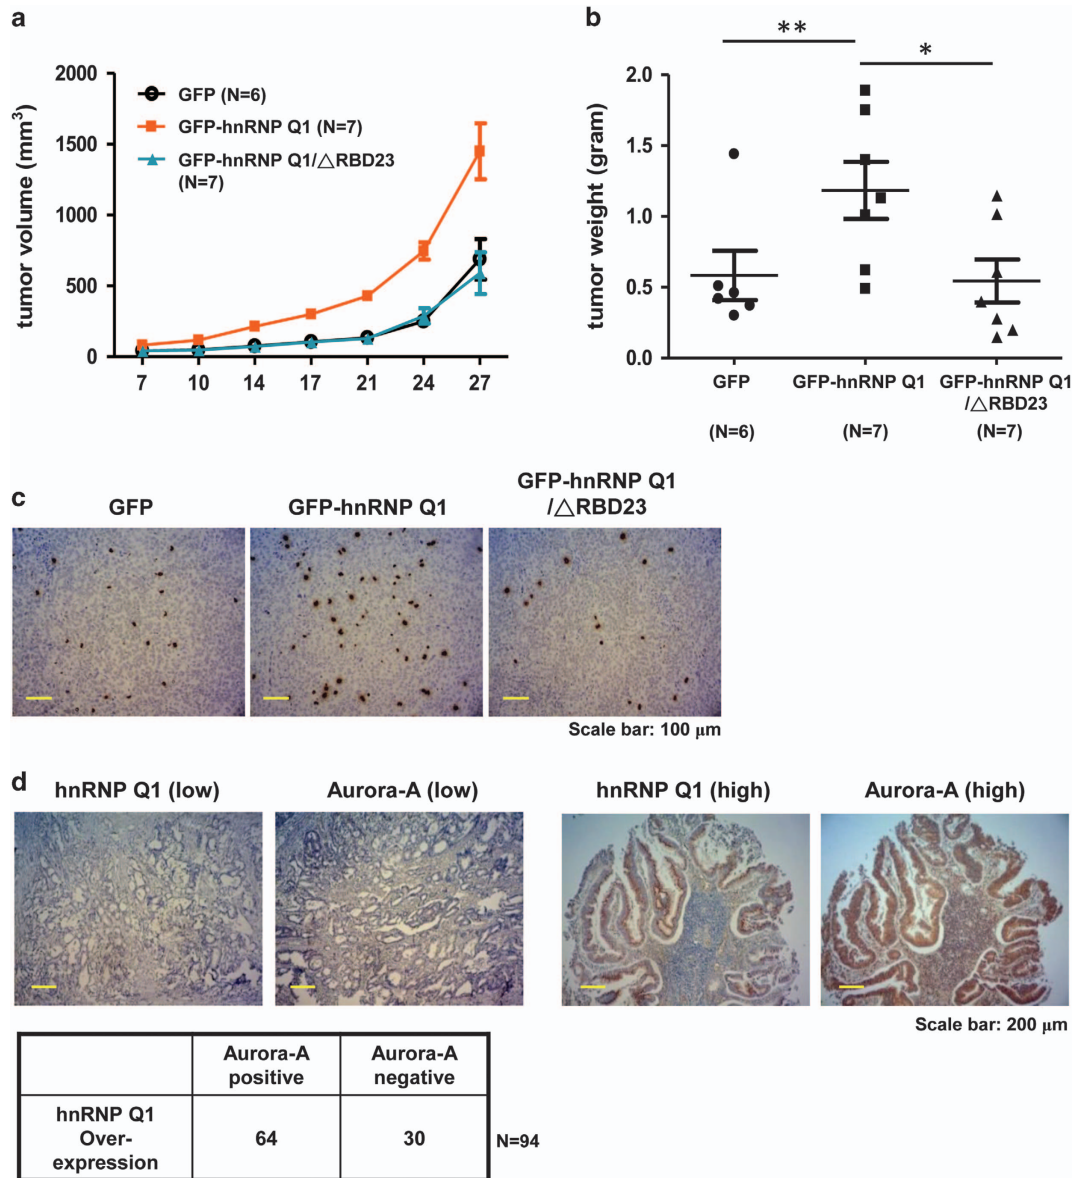 a
tumor volume (mm³)
2000
1500
1000
500
0
GFP (N=6)
GFP-hnRNP Q1 (N=7)
GFP-hnRNP Q1/△RBD23
(N=7)
7 10 14 17 21 24 27
b
** *
tumor weight (gram)
2.0
1.5
1.0
0.5
0.0
GFP GFP-hnRNP Q1 GFP-hnRNP Q1
/△RBD23
(N=6) (N=7) (N=7)
c
GFP GFP-hnRNP Q1 GFP-hnRNP Q1
/△RBD23
Scale bar: 100 μm
d
hnRNP Q1 (low) Aurora-A (low) hnRNP Q1 (high) Aurora-A (high)
Scale bar: 200 μm
Aurora-A
positive
Aurora-A
negative
hnRNP Q1
Over-
expression
64 30
N=94